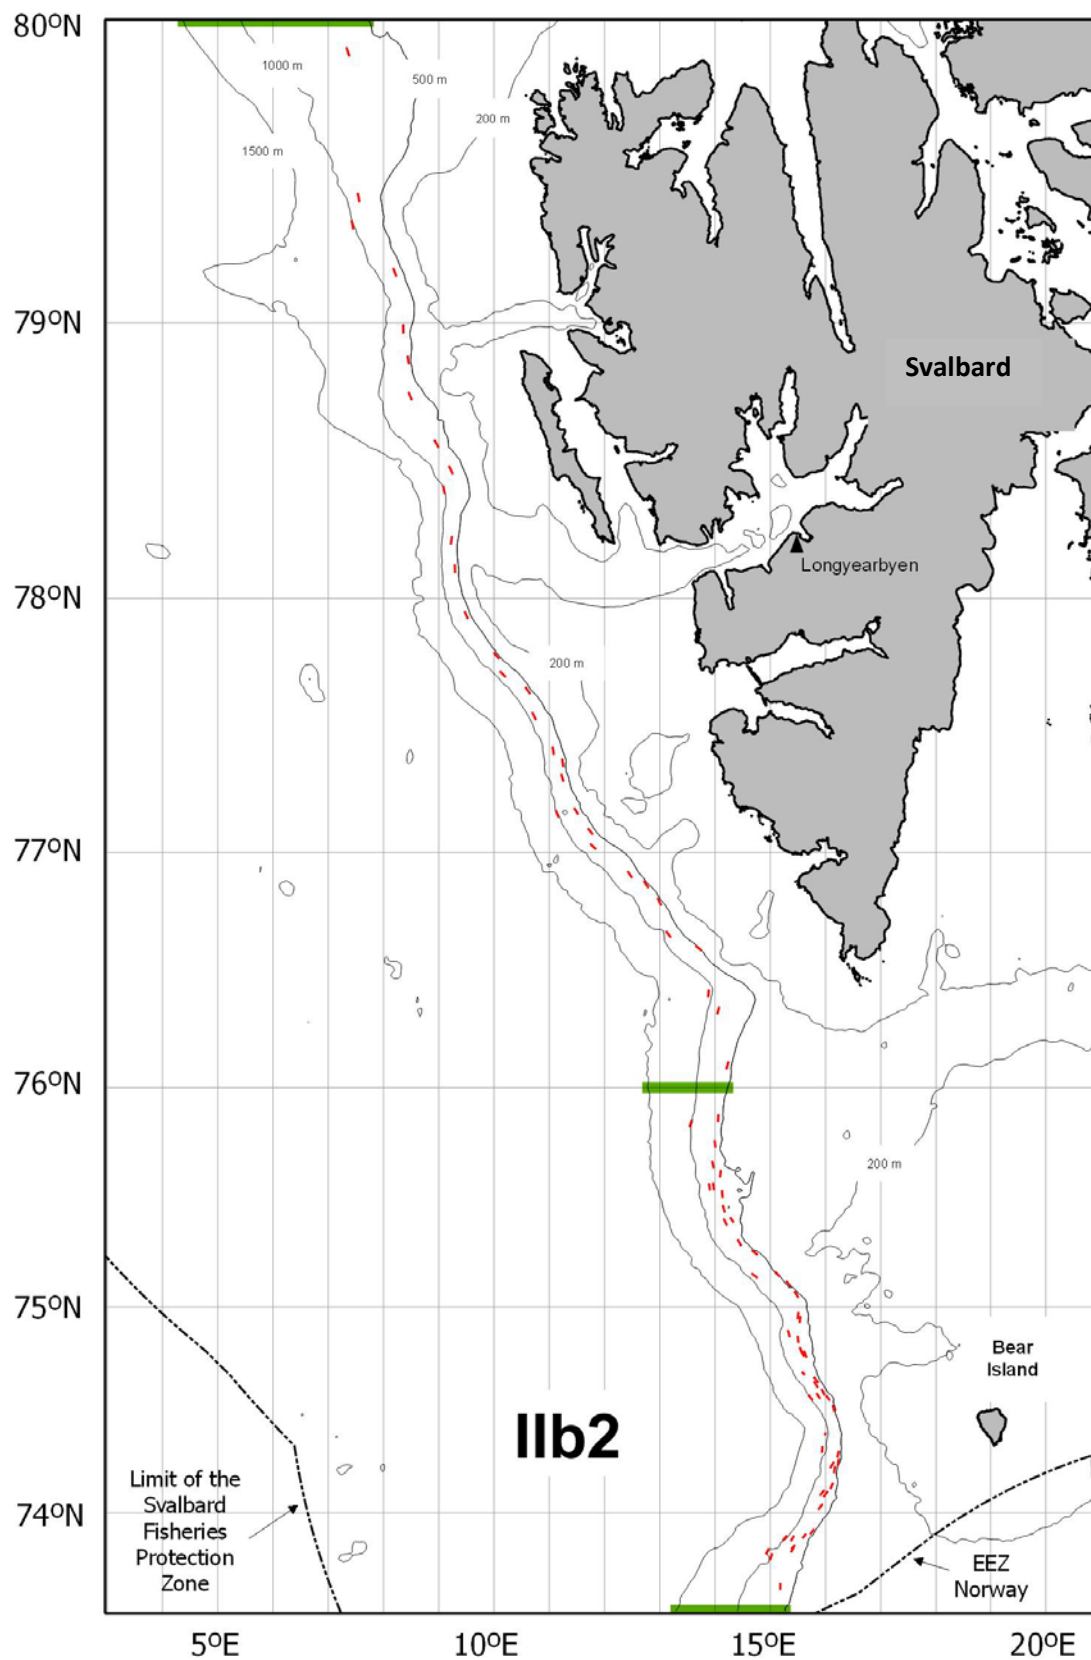 80ºN
1000 m
500 m
200 m
1500 m
79ºN
Svalbard
Longyearbyen
78ºN
200 m
77ºN
76ºN
200 m
75ºN
Bear
Island
IIb2
Limit of the
Svalbard
Fisheries
Protection
Zone
74ºN
EEZ
Norway
5ºE
10ºE
15ºE
20ºE